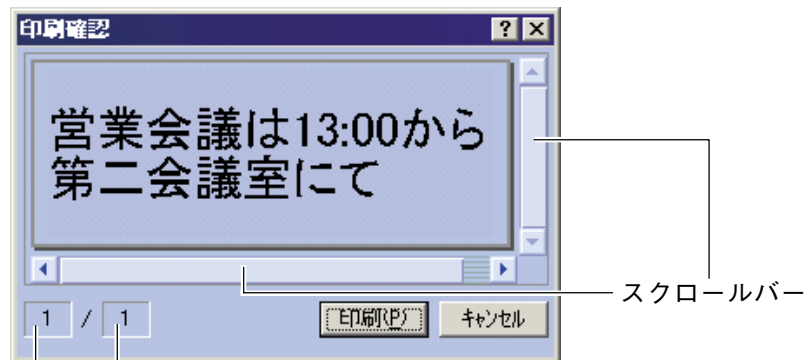 印刷確認
営業会議は13:00から
第二会議室にて
スクロールバー
1 / 1
印刷(P)
キャンセル